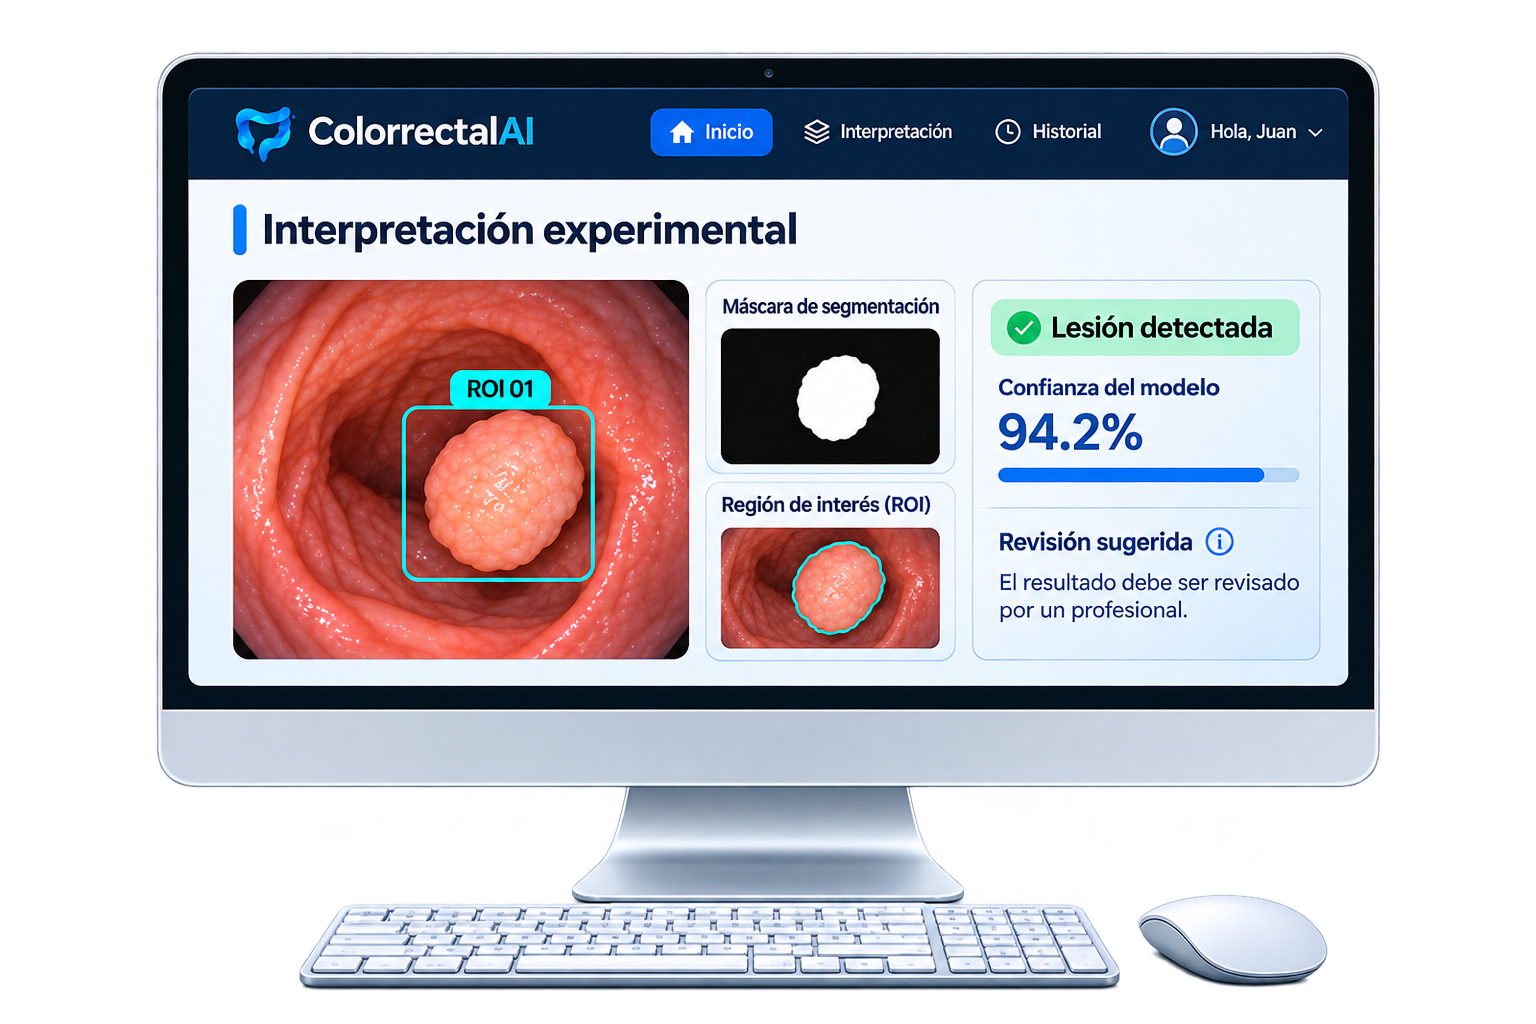 ColorrectalAI
Inicio
Interpretación
Historial
Hola, Juan
Interpretación experimental
ROI 01
Máscara de segmentación
Región de interés (ROI)
Lesión detectada
Confianza del modelo
94.2%
Revisión sugerida
El resultado debe ser revisado
por un profesional.